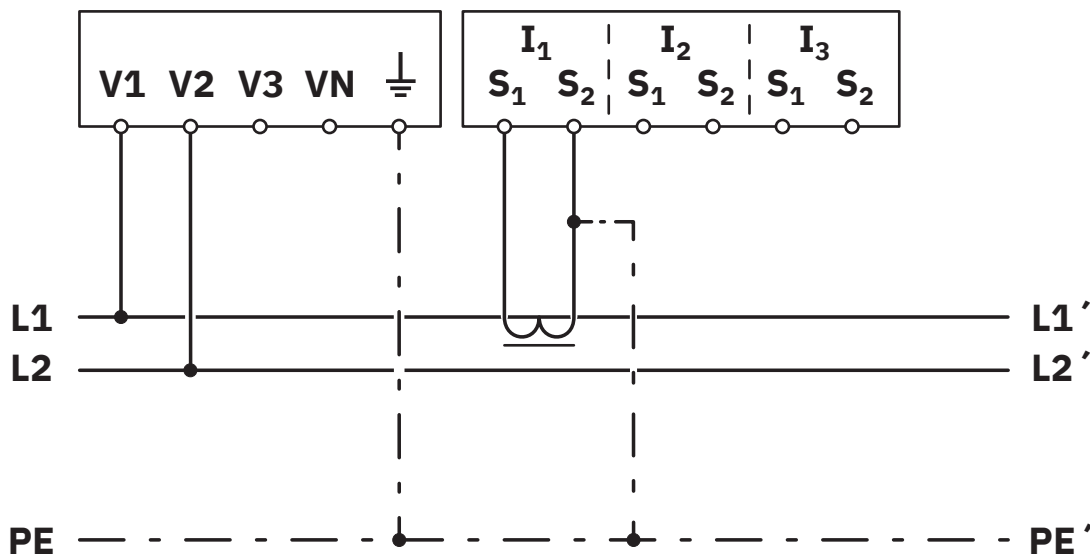 I₁ I₂ I₃
V1 V2 V3 VN S₁ S₂ S₁ S₂ S₁ S₂
L1 L1′
L2 L2′
PE PE′